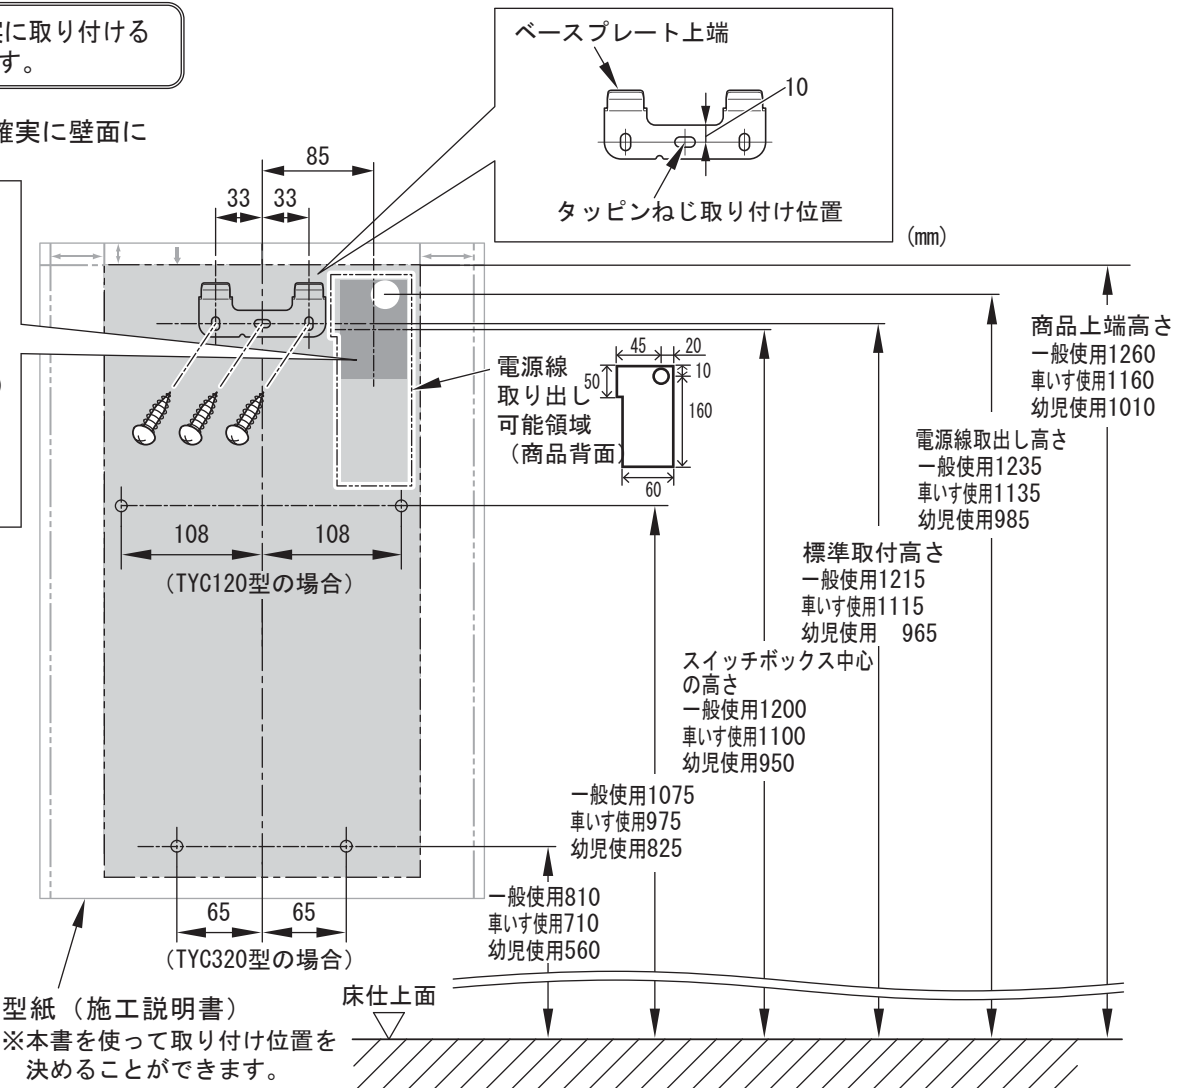 実に取り付ける
す。
確実に壁面に
ベースプレート上端
10
タッピンねじ取り付け位置
(mm)
85
33
33
電源線
取り出し
可能領域
（商品背面）
45
20
10
50
160
60
108
108
（TYC120型の場合）
65
65
（TYC320型の場合）
商品上端高さ
一般使用1260
車いす使用1160
幼児使用1010
電源線取出し高さ
一般使用1235
車いす使用1135
幼児使用985
標準取付高さ
一般使用1215
車いす使用1115
幼児使用　965
スイッチボックス中心
の高さ
一般使用1200
車いす使用1100
幼児使用950
一般使用1075
車いす使用975
幼児使用825
一般使用810
車いす使用710
幼児使用560
型紙（施工説明書）
※本書を使って取り付け位置を
決めることができます。
床仕上面